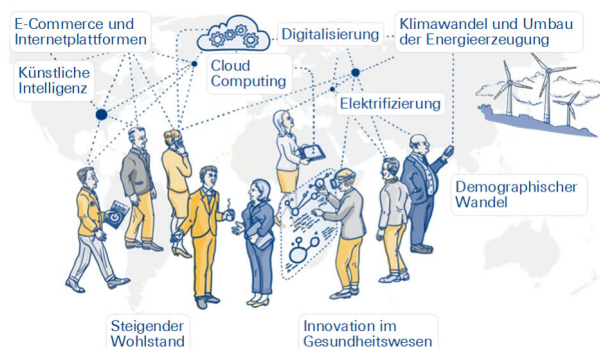 E-Commerce und
Internetplattformen
Künstliche
Intelligenz
Cloud
Computing
Digitalisierung
Klimawandel und Umbau
der Energieerzeugung
Elektrifizierung
Demographischer
Wandel
Steigender
Wohlstand
Innovation im
Gesundheitswesen